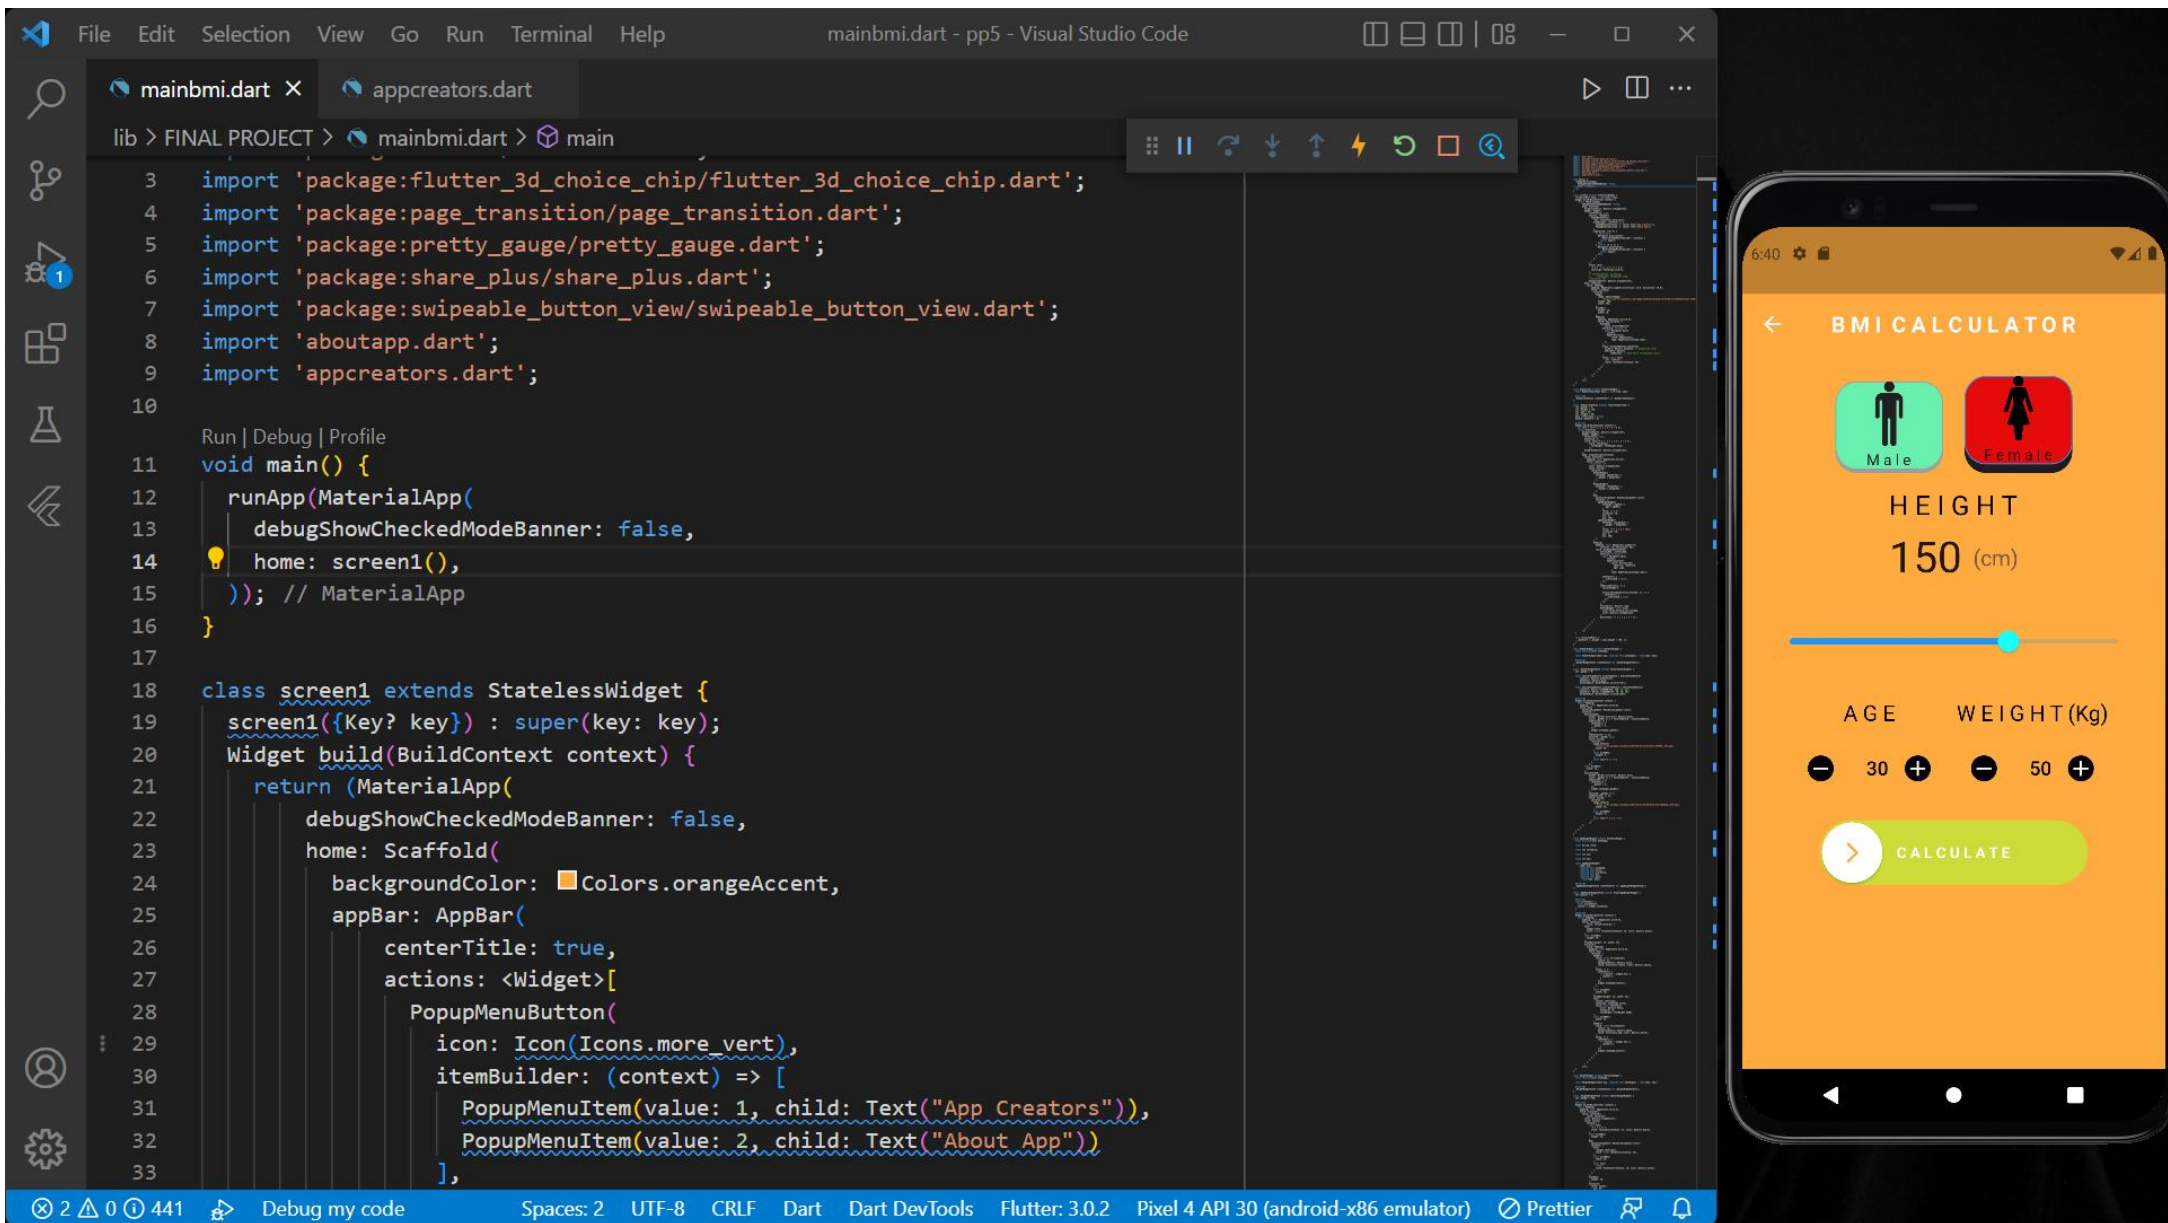 File Edit Selection View Go Run Terminal Help mainbmi.dart - pp5 - Visual Studio Code
mainbmi.dart appcreators.dart
lib > FINAL PROJECT > mainbmi.dart > main
3 import 'package:flutter_3d_choice_chip/flutter_3d_choice_chip.dart';
4 import 'package:page_transition/page_transition.dart';
5 import 'package:pretty_gauge/pretty_gauge.dart';
6 import 'package:share_plus/share_plus.dart';
7 import 'package:swipeable_button_view/swipeable_button_view.dart';
8 import 'aboutapp.dart';
9 import 'appcreators.dart';
10
Run | Debug | Profile
11 void main() {
12 runApp(MaterialApp(
13 debugShowCheckedModeBanner: false,
14 home: screen1(),
15 )); // MaterialApp
16 }
17
18 class screen1 extends StatelessWidget {
19 screen1({Key? key}) : super(key: key);
20 Widget build(BuildContext context) {
21 return (MaterialApp(
22 debugShowCheckedModeBanner: false,
23 home: Scaffold(
24 backgroundColor: Colors.orangeAccent,
25 appBar: AppBar(
26 centerTitle: true,
27 actions: <Widget>[
28 PopupMenuButton(
29 icon: Icon(Icons.more_vert),
30 itemBuilder: (context) => [
31 PopupMenuItem(value: 1, child: Text("App Creators")),
32 PopupMenuItem(value: 2, child: Text("About App"))
33 ],
1
2 0 441 Debug my code Spaces: 2 UTF-8 CRLF Dart Dart DevTools Flutter: 3.0.2 Pixel 4 API 30 (android-x86 emulator) Prettier
6:40
BMI CALCULATOR
Male Female
HEIGHT
150 (cm)
AGE WEIGHT(Kg)
30 50
CALCULATE